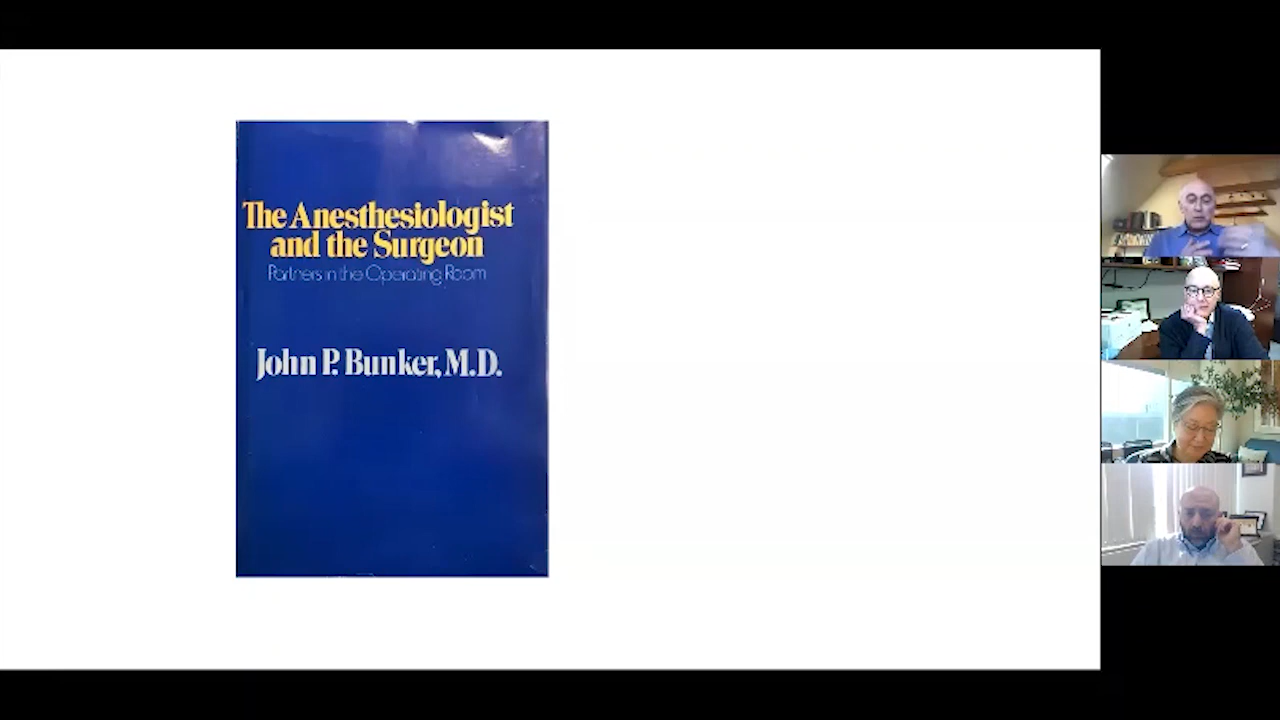 The Anesthesiologist
and the Surgeon
Partners in the Operating Room
John P. Bunker, M.D.